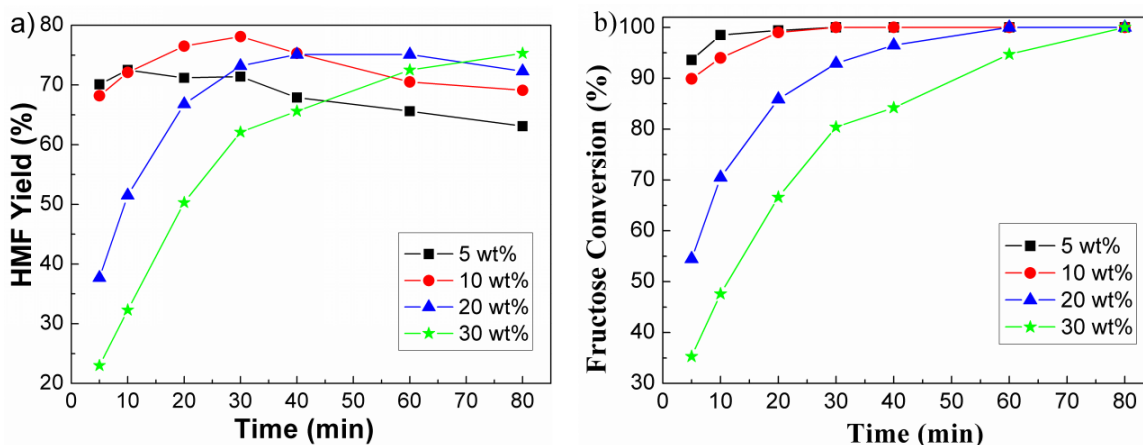 a)
HMF Yield (%)
80
70
60
50
40
30
20
0 10 20 30 40 50 60 70 80
Time (min)
5 wt%
10 wt%
20 wt%
30 wt%
b)
Fructose Conversion (%)
100
90
80
70
60
50
40
30
0 10 20 30 40 50 60 70 80
Time (min)
5 wt%
10 wt%
20 wt%
30 wt%